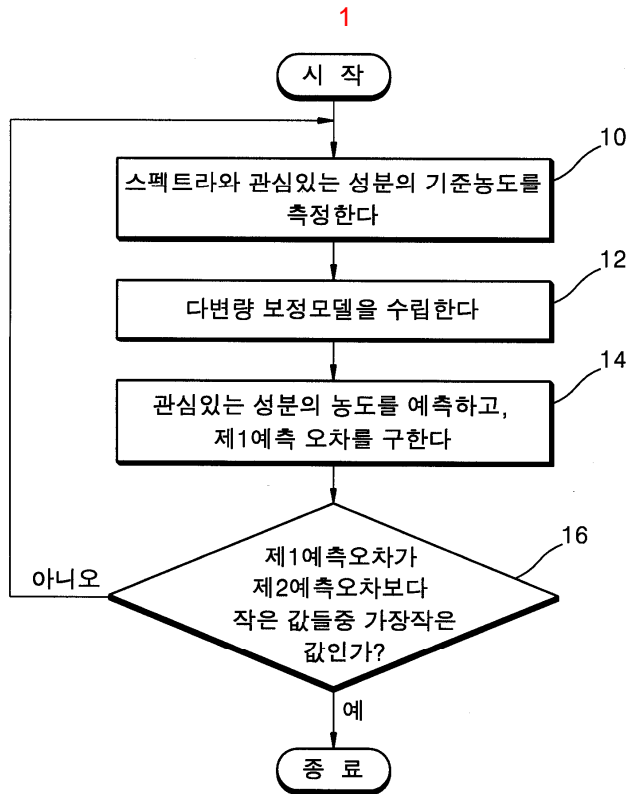 1
시 작
10
스펙트라와 관심있는 성분의 기준농도를
측정한다
12
다변량 보정모델을 수립한다
14
관심있는 성분의 농도를 예측하고,
제1예측 오차를 구한다
16
제1예측오차가
제2예측오차보다
작은 값들중 가장작은
값인가?
아니오
예
종 료